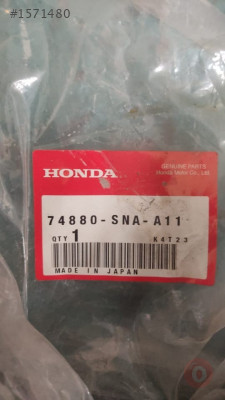 #1571480
HONDA
GENUINE PARTS
Honda Motor Co., Ltd.
74880-SNA-A11
QTY 1 K4T23
MADE IN JAPAN